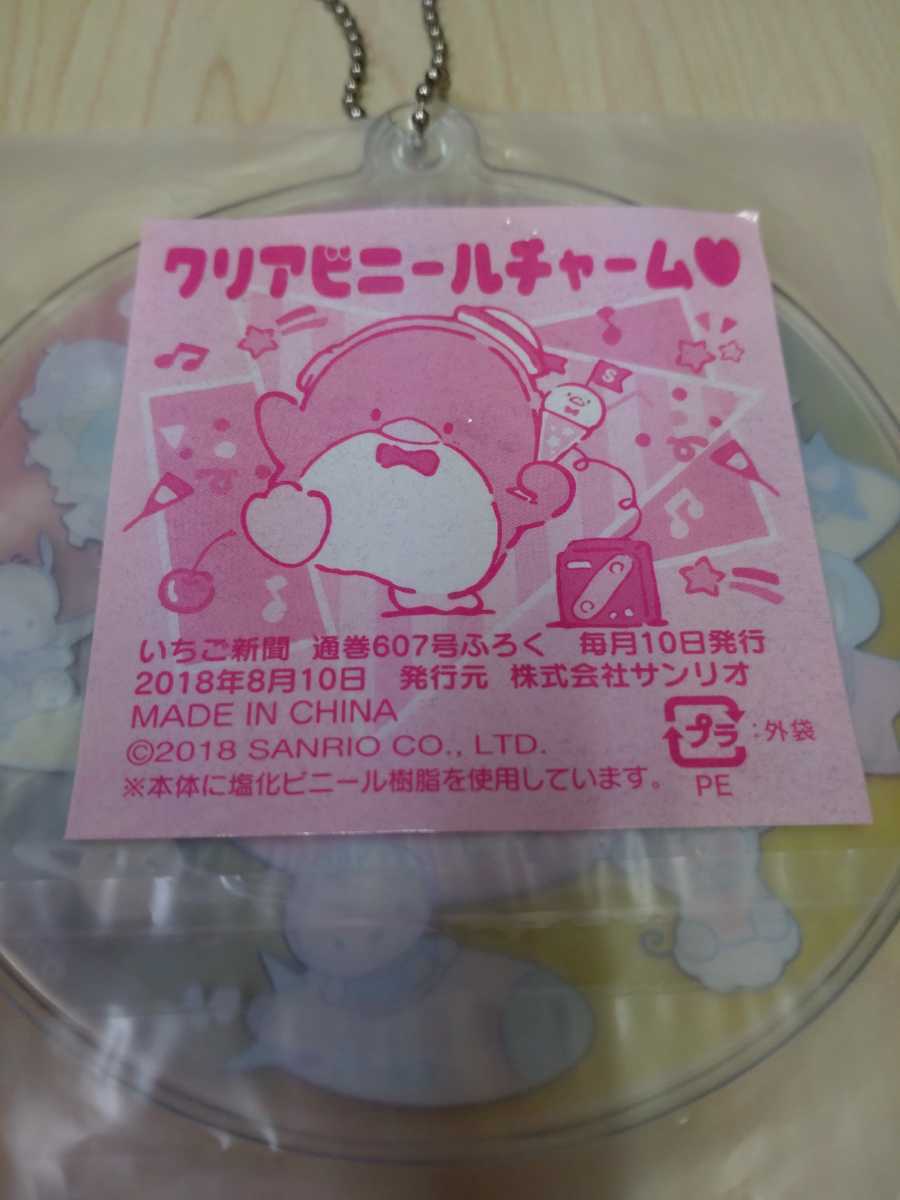 クリアビニールチャーム♥
S
いちご新聞 通巻607号ふろく 毎月10日発行
2018年8月10日 発行元 株式会社サンリオ
MADE IN CHINA
©2018 SANRIO CO., LTD.
プラ :外袋
※本体に塩化ビニール樹脂を使用しています。
PE